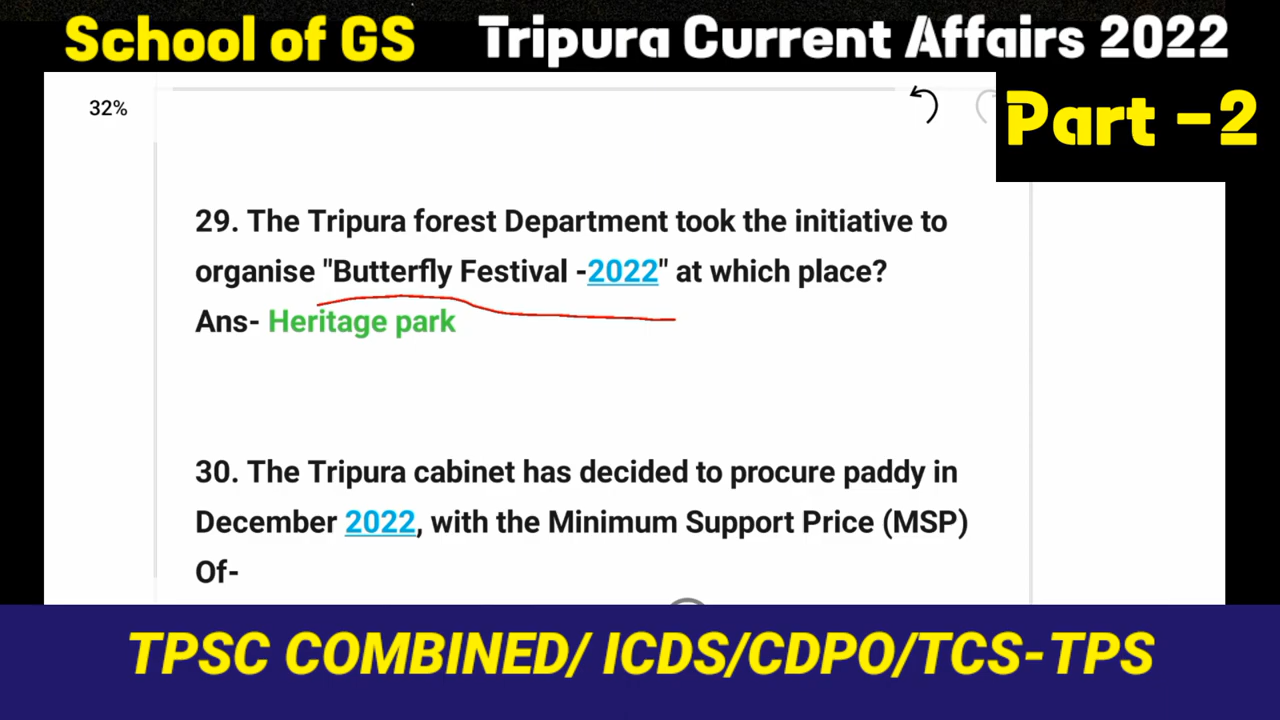 School of GS Tripura Current Affairs 2022
32%
Part -2
29. The Tripura forest Department took the initiative to
organise "Butterfly Festival -2022" at which place?
Ans- Heritage park
30. The Tripura cabinet has decided to procure paddy in
December 2022, with the Minimum Support Price (MSP)
Of-
TPSC COMBINED/ ICDS/CDPO/TCS-TPS